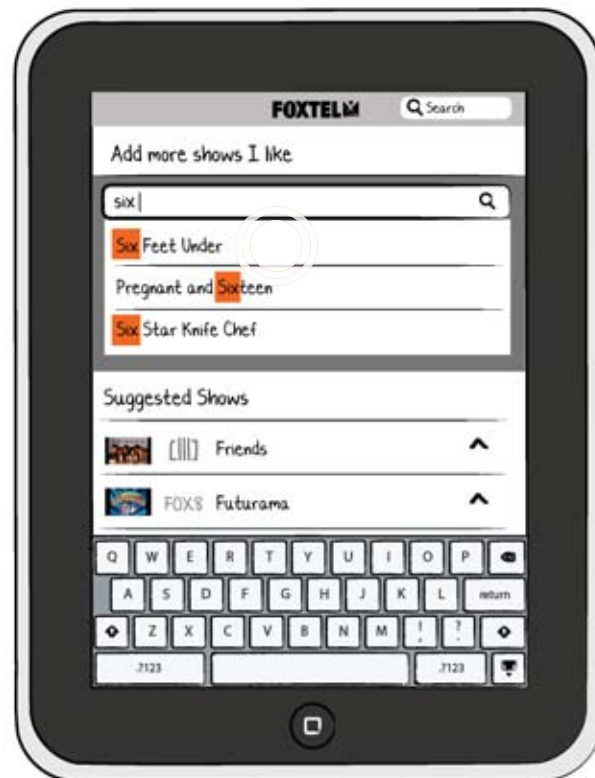 FOXTEL Search
Add more shows I like
six
Six Feet Under
Pregnant and Sixteen
Six Star Knife Chef
Suggested Shows
[lil] Friends
FOX8 Futurama
Q W E R T Y U I O P
A S D F G H J K L return
Z X C V B N M ! , ? .
.?123 .?123